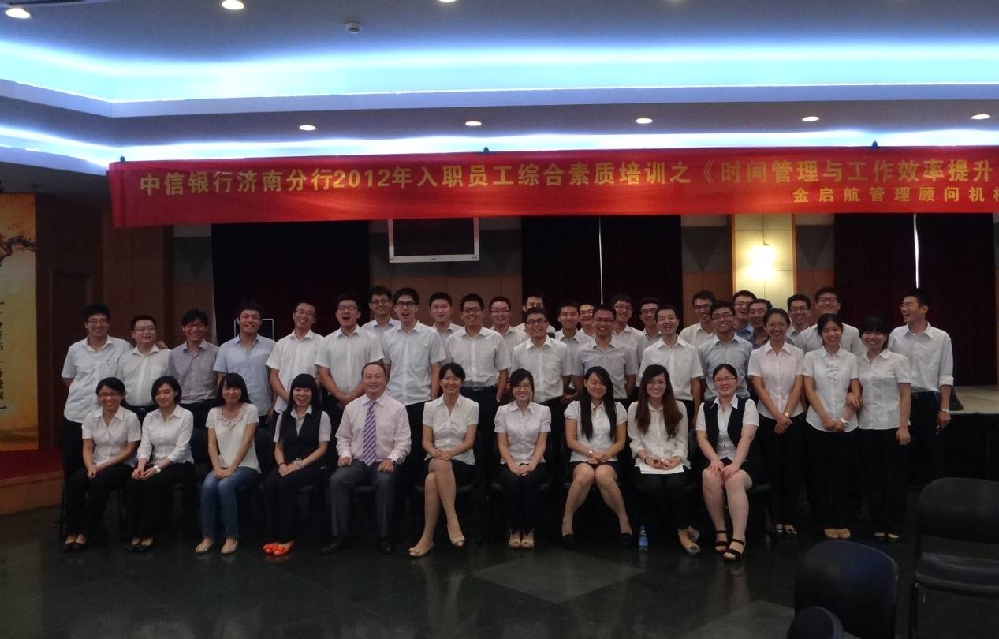 中信银行济南分行2012年入职员工综合素质培训之《时间管理与工作效率提升
金启航管理顾问机